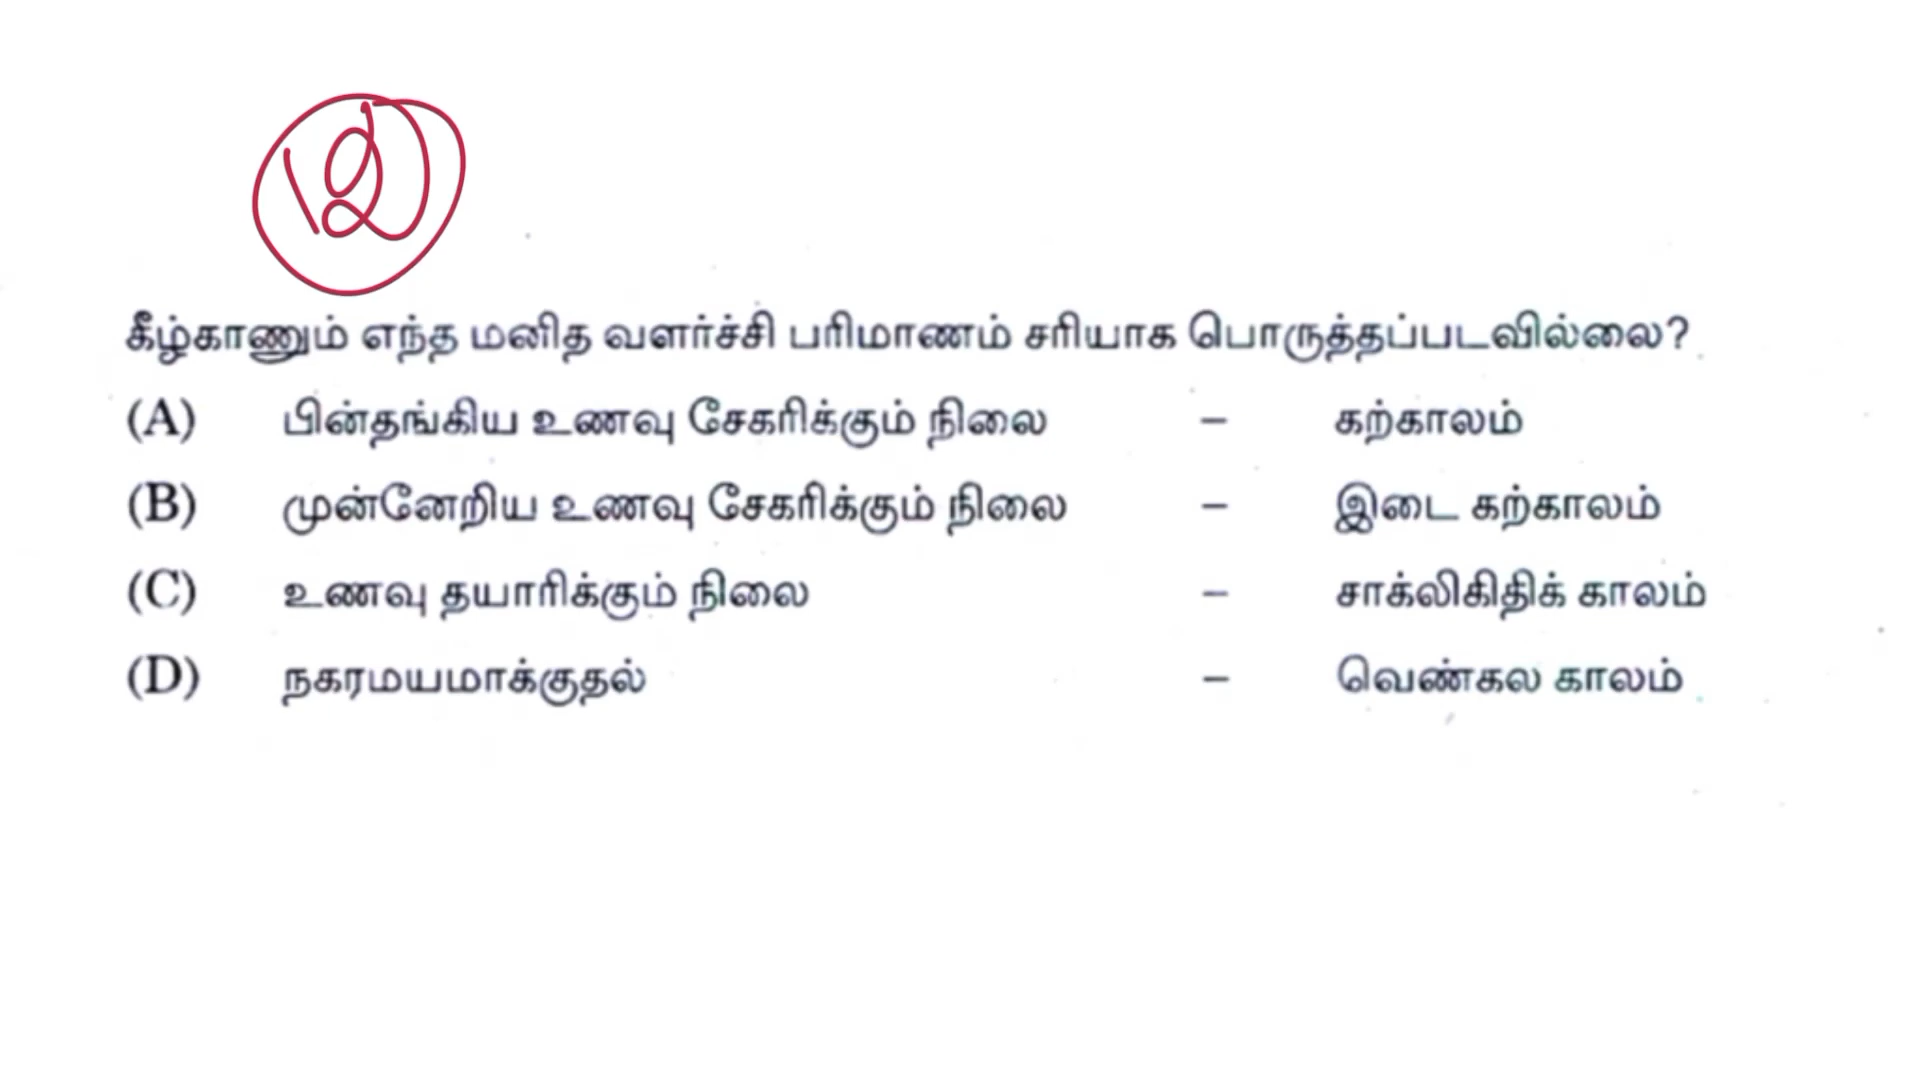 கீழ்காணும் எந்த மனித வளர்ச்சி பரிமாணம் சரியாக பொருத்தப்படவில்லை?
(A) பின்தங்கிய உணவு சேகரிக்கும் நிலை – கற்காலம்
(B) முன்னேறிய உணவு சேகரிக்கும் நிலை – இடை கற்காலம்
(C) உணவு தயாரிக்கும் நிலை – சாக்லிகிதிக் காலம்
(D) நகரமயமாக்குதல் – வெண்கல காலம்